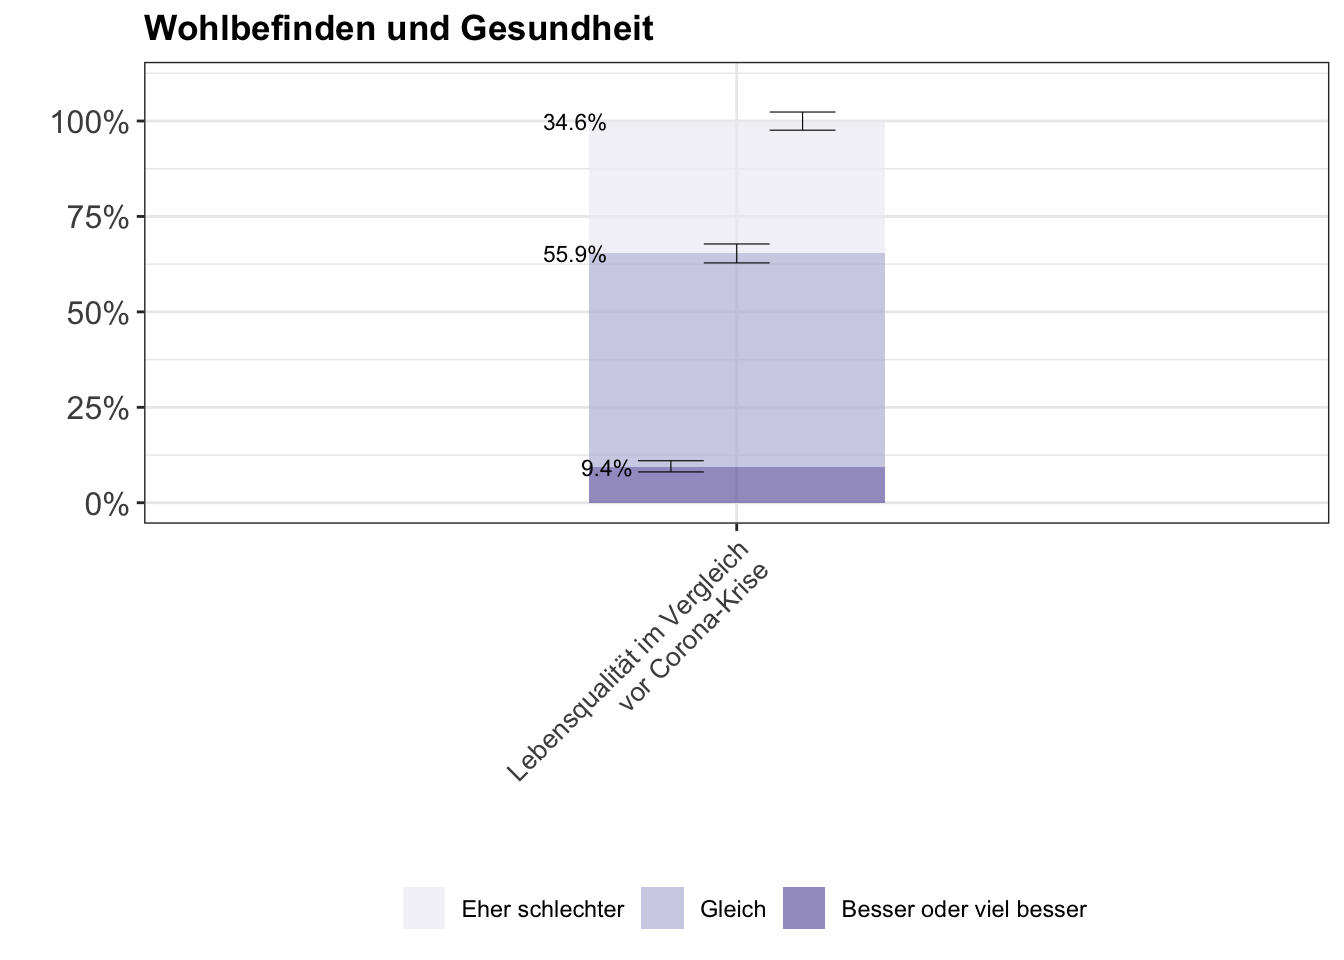 Wohlbefinden und Gesundheit
100%
75%
50%
25%
0%
34.6%
55.9%
9.4%
Lebensqualität im Vergleich
vor Corona-Krise
Eher schlechter
Gleich
Besser oder viel besser